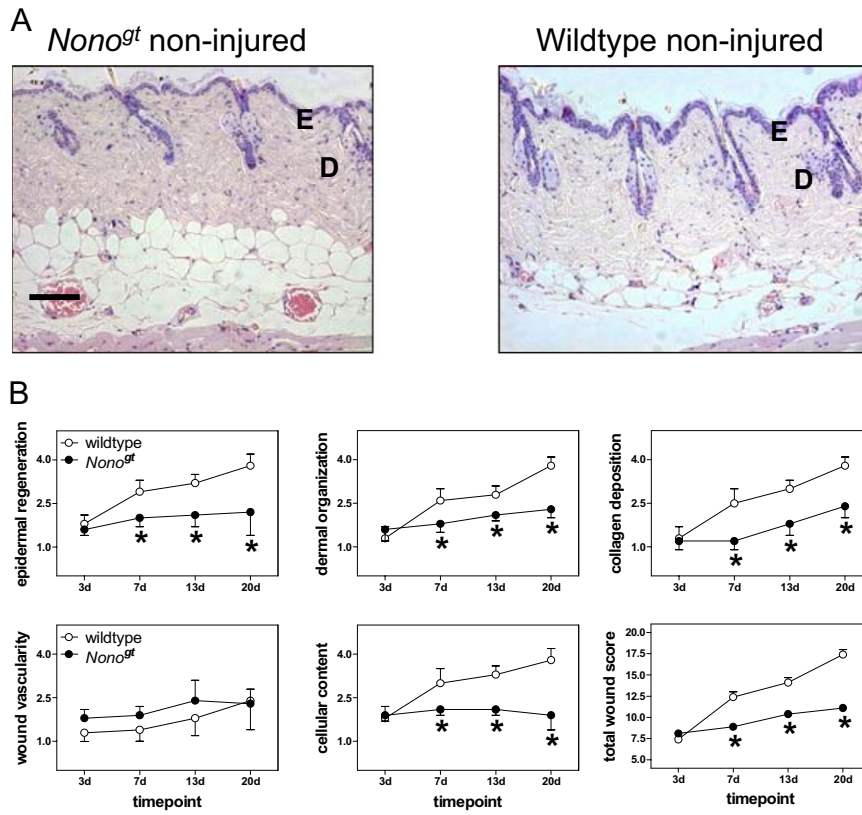 A
Nonogt non-injured
Wildtype non-injured
E
D
E
D
B
epidermal regeneration
4.0
2.5
1.0
wildtype
Nonogt
* * *
3d 7d 13d 20d
dermal organization
4.0
2.5
1.0
* * *
3d 7d 13d 20d
collagen deposition
4.0
2.5
1.0
* * *
3d 7d 13d 20d
wound vascularity
4.0
2.5
1.0
wildtype
Nonogt
3d 7d 13d 20d
timepoint
cellular content
4.0
2.5
1.0
* * *
3d 7d 13d 20d
timepoint
total wound score
20.0
17.5
15.0
12.5
10.0
7.5
5.0
* * *
3d 7d 13d 20d
timepoint